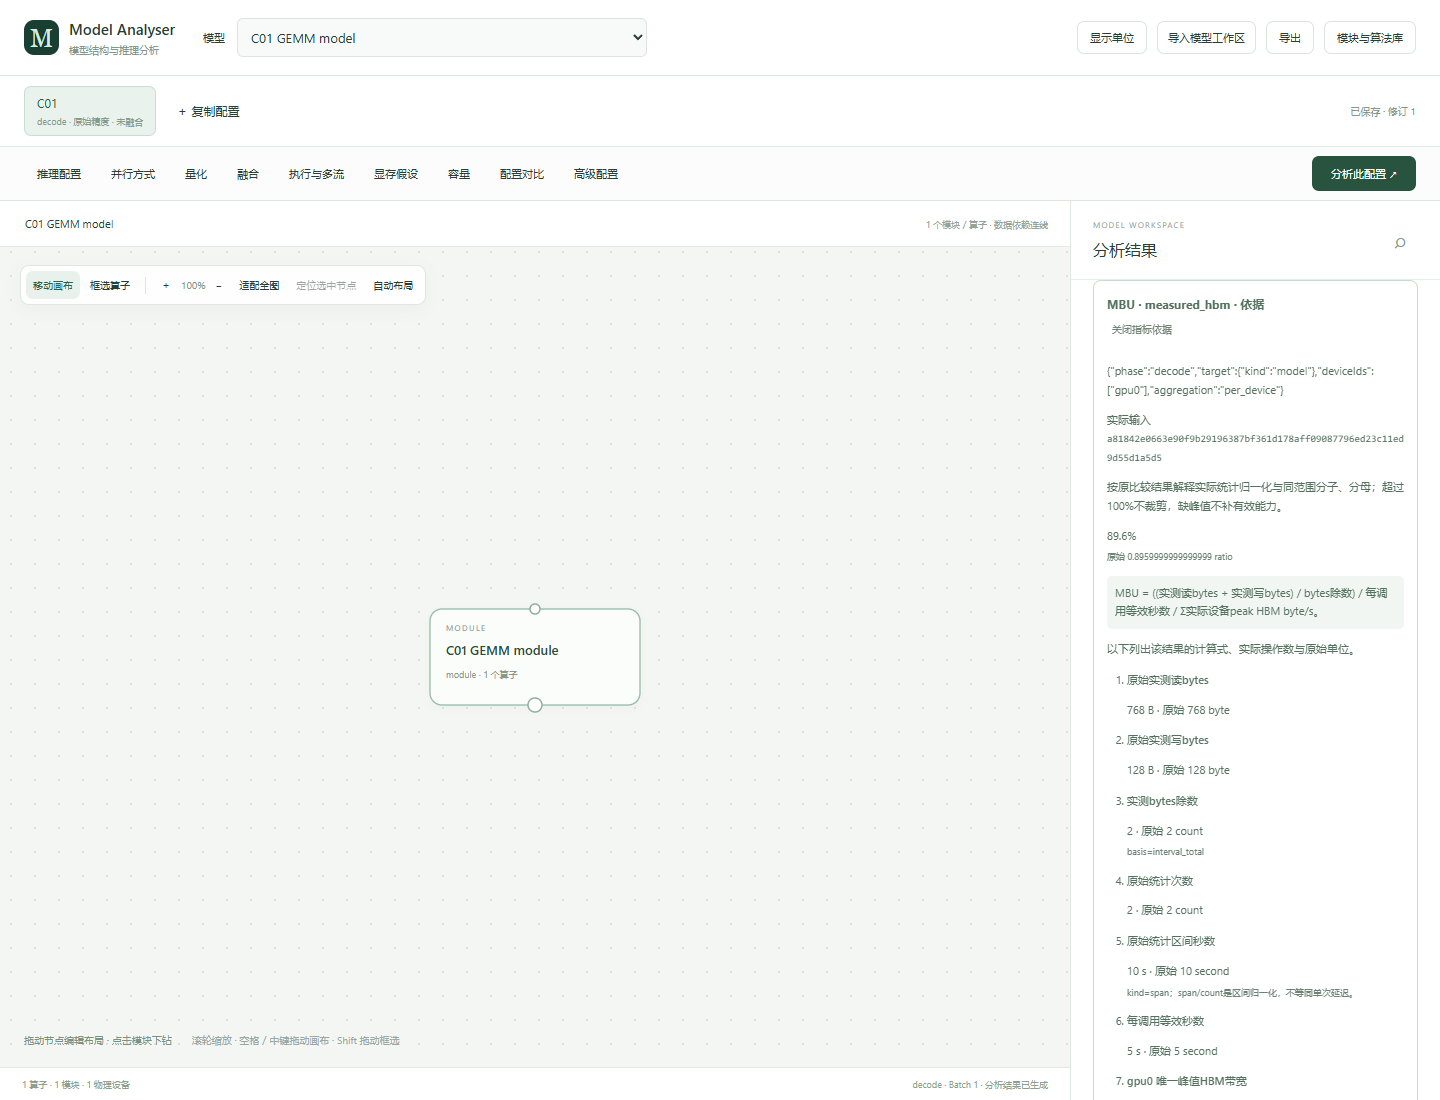 M
Model Analyser
模型结构与推理分析
模型
C01 GEMM model
显示单位
导入模型工作区
导出
模块与算法库
C01
decode · 原始精度 · 未融合
+ 复制配置
已保存 · 修订 1
推理配置
并行方式
量化
融合
执行与多流
显存假设
容量
配置对比
高级配置
分析此配置 ↗
C01 GEMM model
1 个模块 / 算子 · 数据依赖连线
移动画布
框选算子
+
100%
−
适配全图
定位选中节点
自动布局
MODULE
C01 GEMM module
module · 1 个算子
拖动节点编辑布局 · 点击模块下钻
滚轮缩放 · 空格 / 中键拖动画布 · Shift 拖动框选
1 算子 · 1 模块 · 1 物理设备
decode · Batch 1 · 分析结果已生成
MODEL WORKSPACE
分析结果
MBU · measured_hbm · 依据
关闭指标依据
{"phase":"decode","target":{"kind":"model"},"deviceIds":
["gpu0"],"aggregation":"per_device"}
实际输入
a81842e0663e90f9b29196387bf361d178aff09087796ed23c11ed
9d55d1a5d5
按原比较结果解释实际统计归一化与同范围分子、分母；超过
100%不裁剪，缺峰值不补有效能力。
89.6%
原始 0.8959999999999999 ratio
MBU = ((实测读bytes + 实测写bytes) / bytes除数) / 每调
用等效秒数 / Σ实际设备peak HBM byte/s。
以下列出该结果的计算式、实际操作数与原始单位。
1. 原始实测读bytes
768 B · 原始 768 byte
2. 原始实测写bytes
128 B · 原始 128 byte
3. 实测bytes除数
2 · 原始 2 count
basis=interval_total
4. 原始统计次数
2 · 原始 2 count
5. 原始统计区间秒数
10 s · 原始 10 second
kind=span；span/count是区间归一化，不等同单次延迟。
6. 每调用等效秒数
5 s · 原始 5 second
7. gpu0 唯一峰值HBM带宽